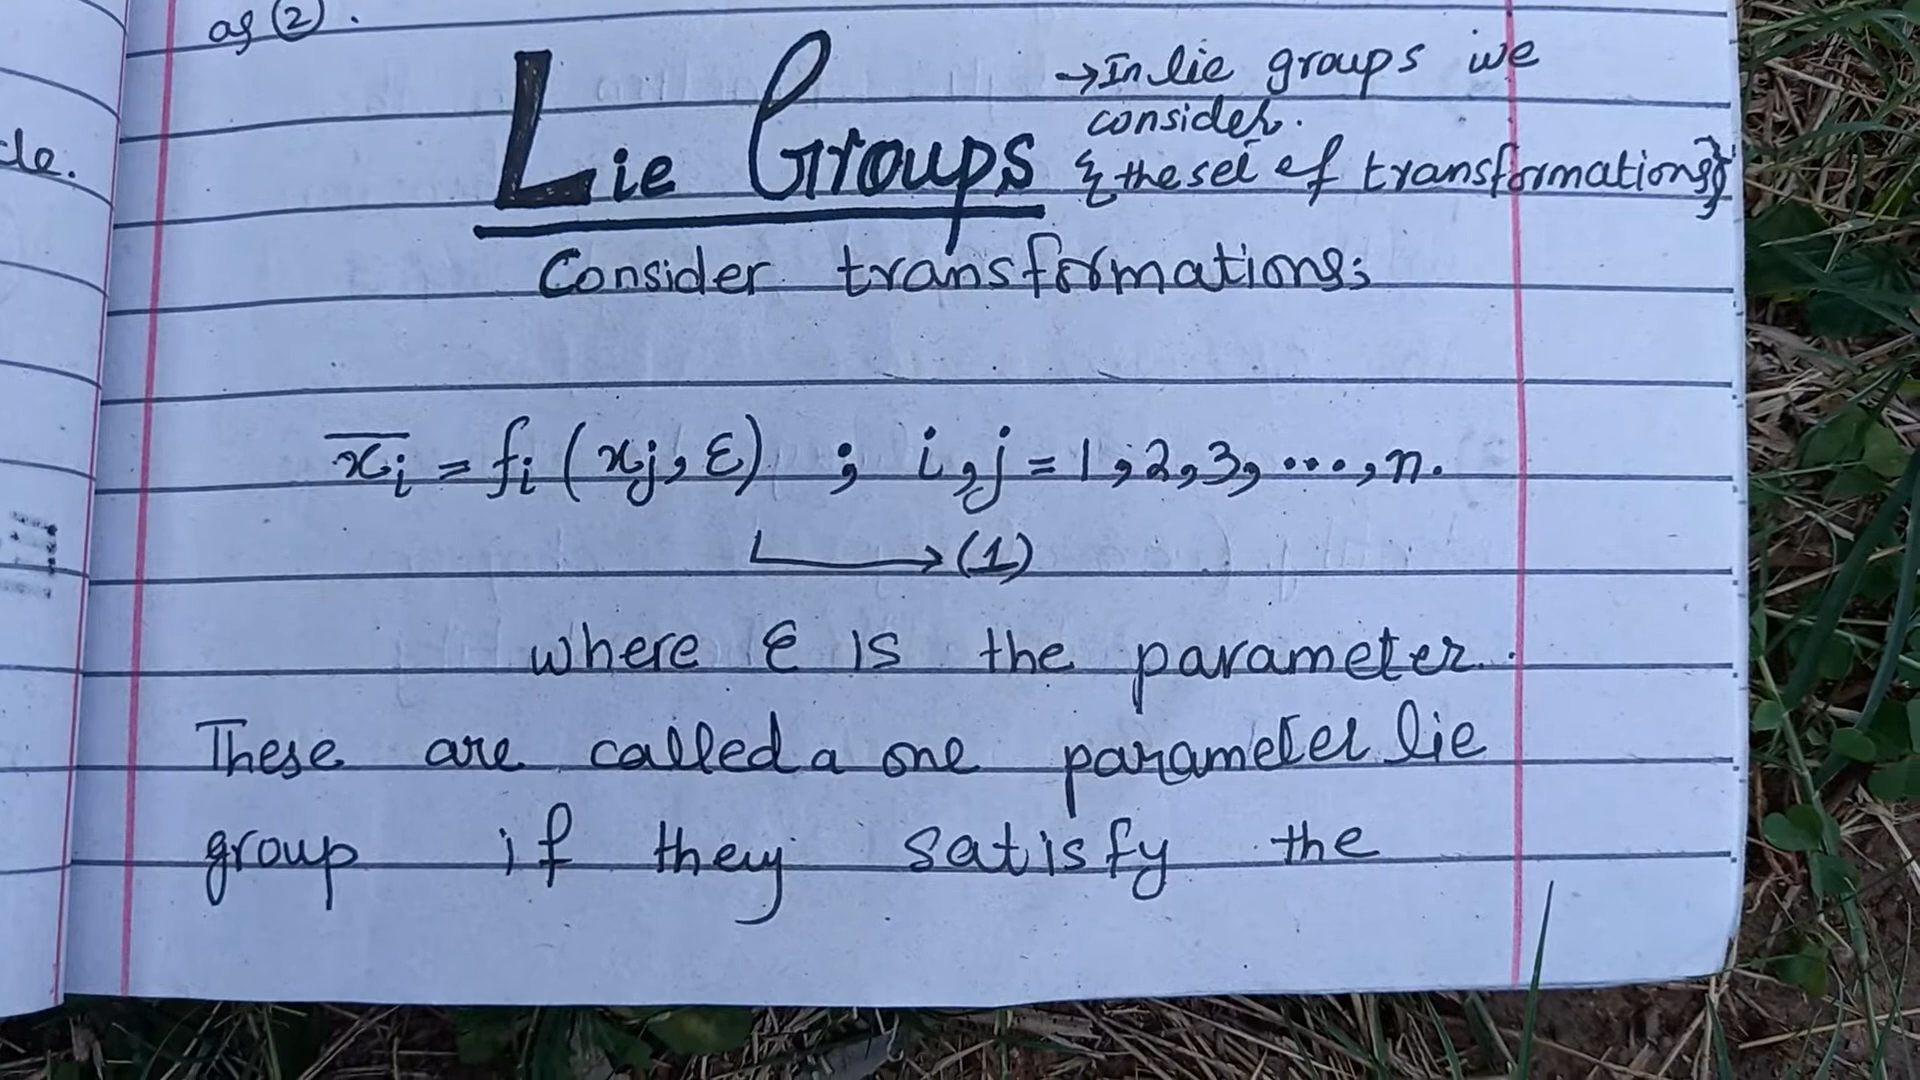 as (2).
de.
Lie Groups
→In lie groups we
consider.
{the set of transformations}
Consider transformations;
x̅ᵢ = fᵢ (xⱼ, ε) ; i, j = 1, 2, 3, ..., n.
→ (1)
where ε is the parameter.
These are called a one parameter lie
group if they satisfy the